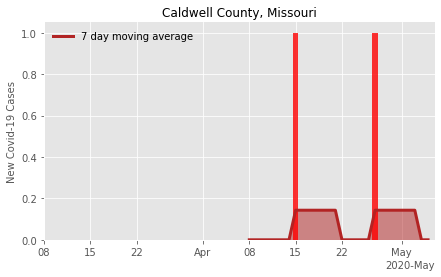 Caldwell County, Missouri
7 day moving average
New Covid-19 Cases
1.0
0.8
0.6
0.4
0.2
0.0
08 15 22 Apr 08 15 22 May
2020-May